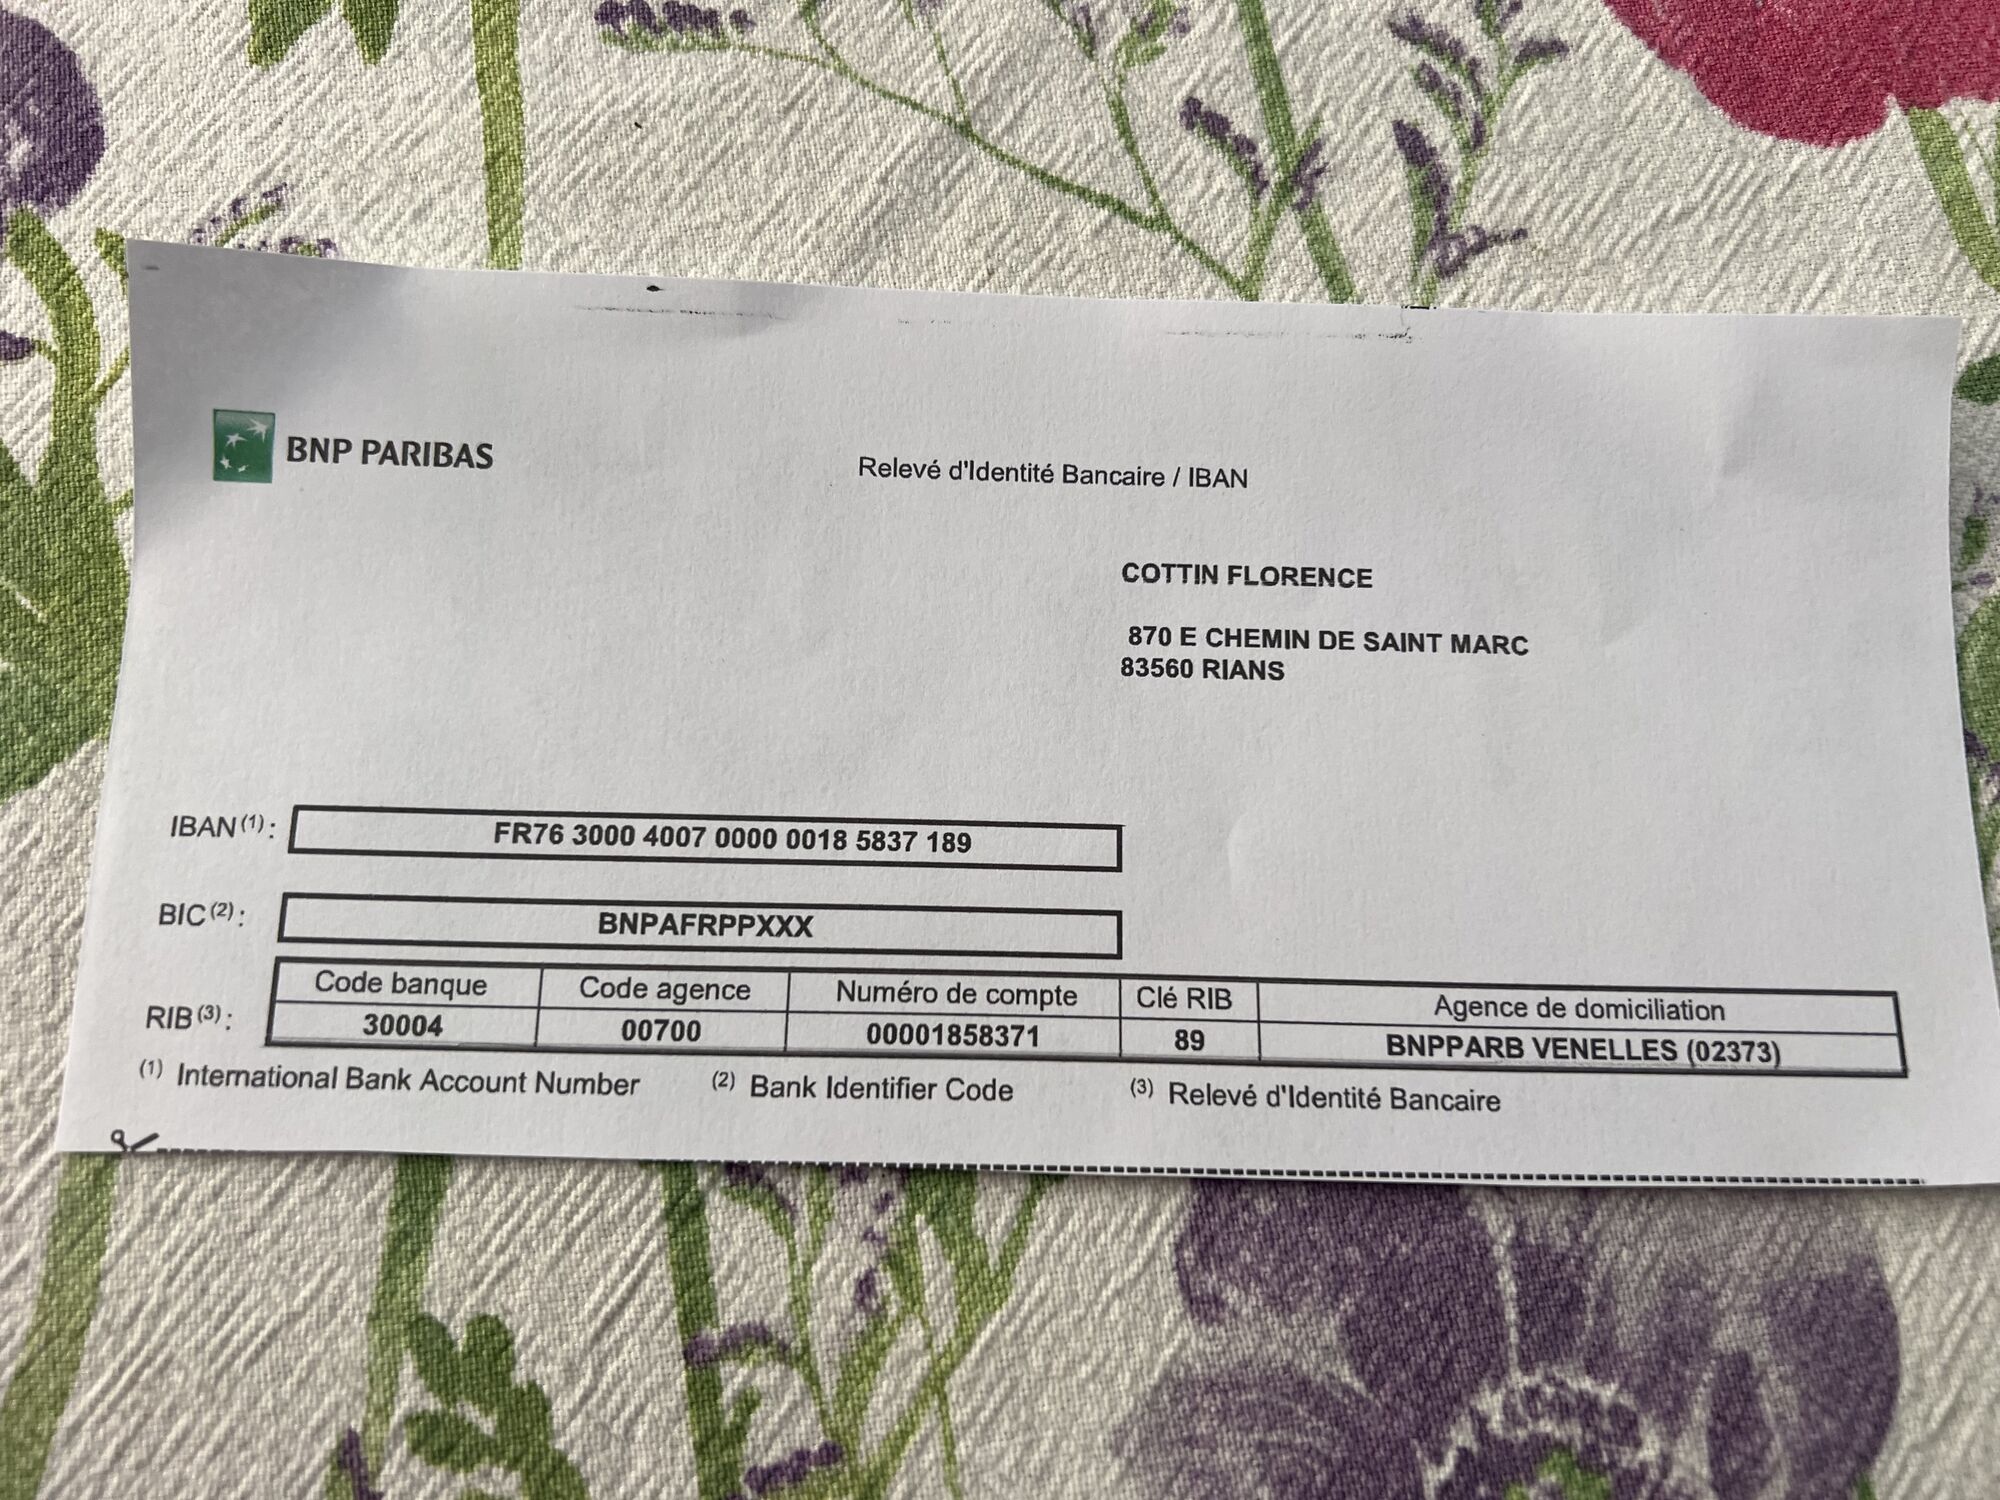 BNP PARIBAS
Relevé d'Identité Bancaire / IBAN
COTTIN FLORENCE
870 E CHEMIN DE SAINT MARC
83560 RIANS
IBAN(1): FR76 3000 4007 0000 0018 5837 189
BIC(2): BNPAFRPPXXX
Code banque Code agence Numéro de compte Clé RIB Agence de domiciliation
RIB(3): 30004 00700 00001858371 89 BNPPARB VENELLES (02373)
(1) International Bank Account Number (2) Bank Identifier Code (3) Relevé d'Identité Bancaire